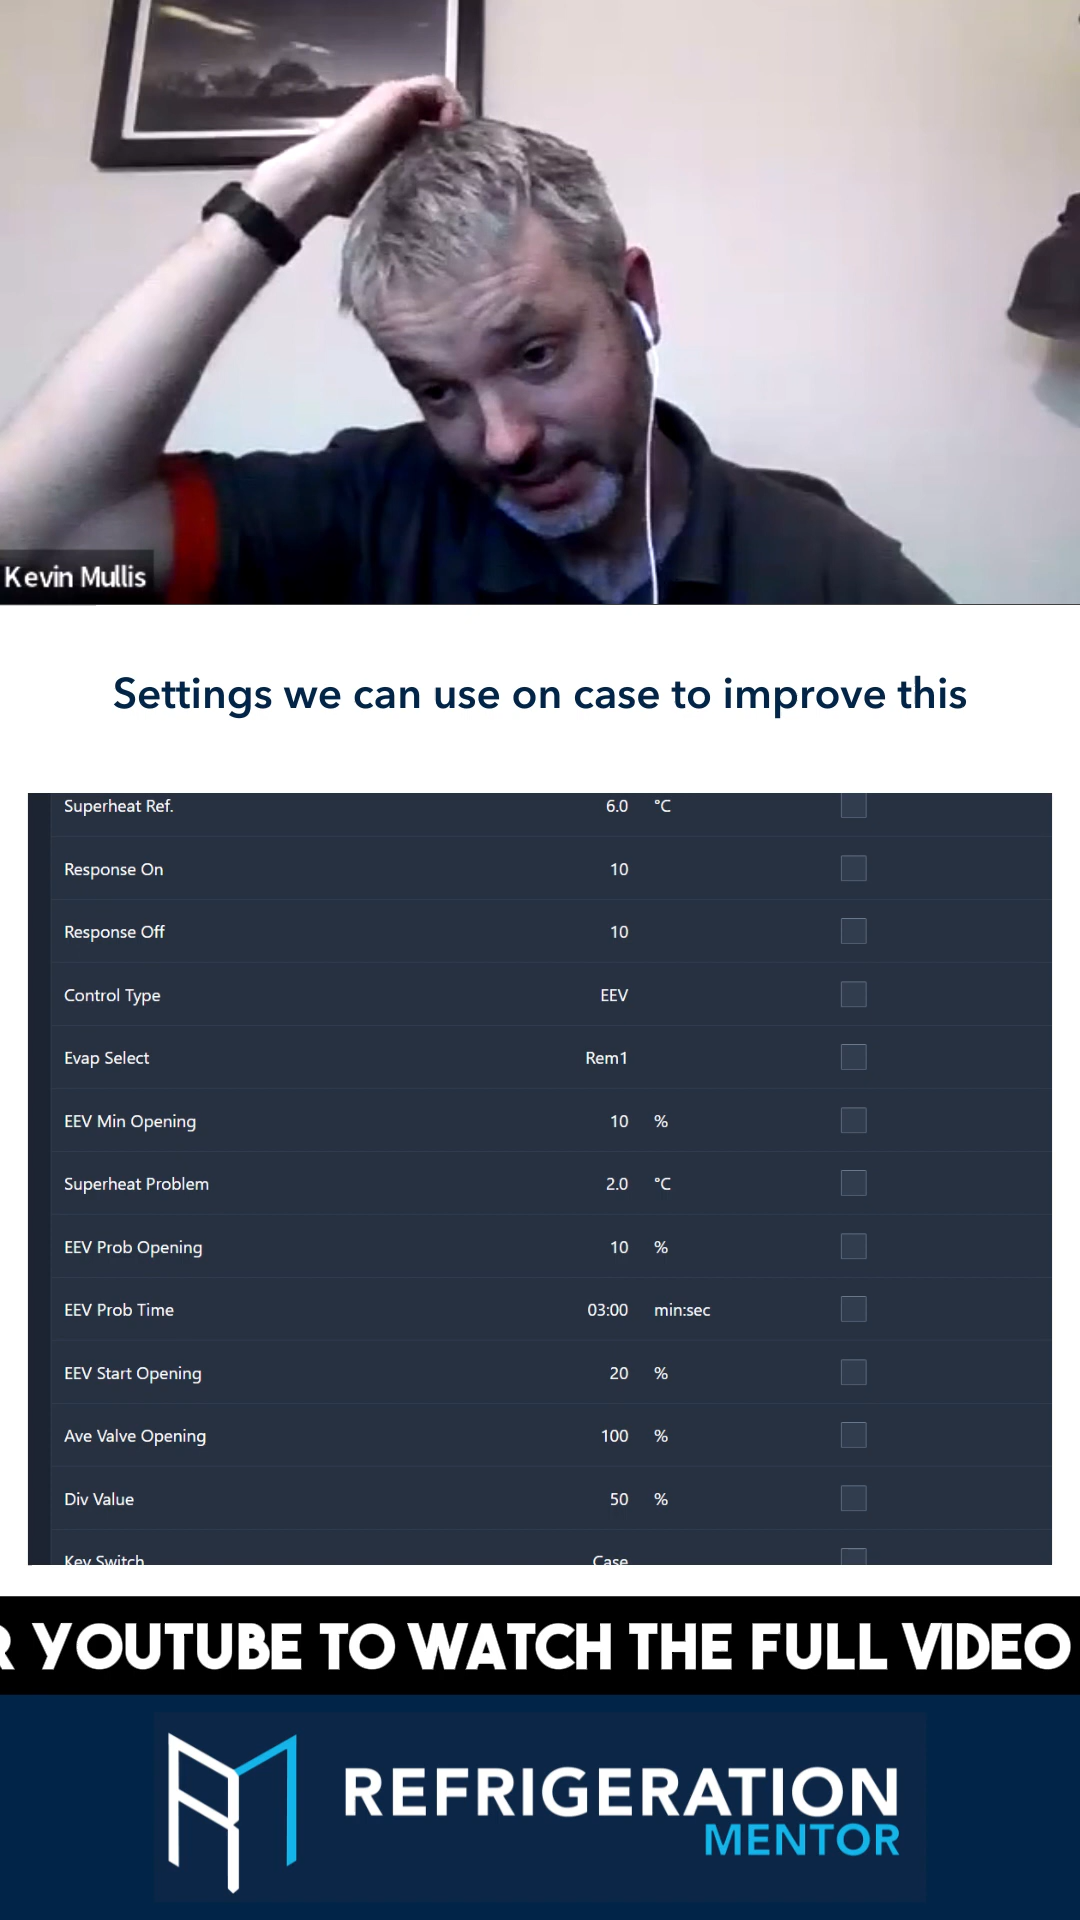 Kevin Mullis
Settings we can use on case to improve this
Superheat Ref. 6.0 °C
Response On 10
Response Off 10
Control Type EEV
Evap Select Rem1
EEV Min Opening 10 %
Superheat Problem 2.0 °C
EEV Prob Opening 10 %
EEV Prob Time 03:00 min:sec
EEV Start Opening 20 %
Ave Valve Opening 100 %
Div Value 50 %
Key Switch Case
R YOUTUBE TO WATCH THE FULL VIDEO
REFRIGERATION
MENTOR